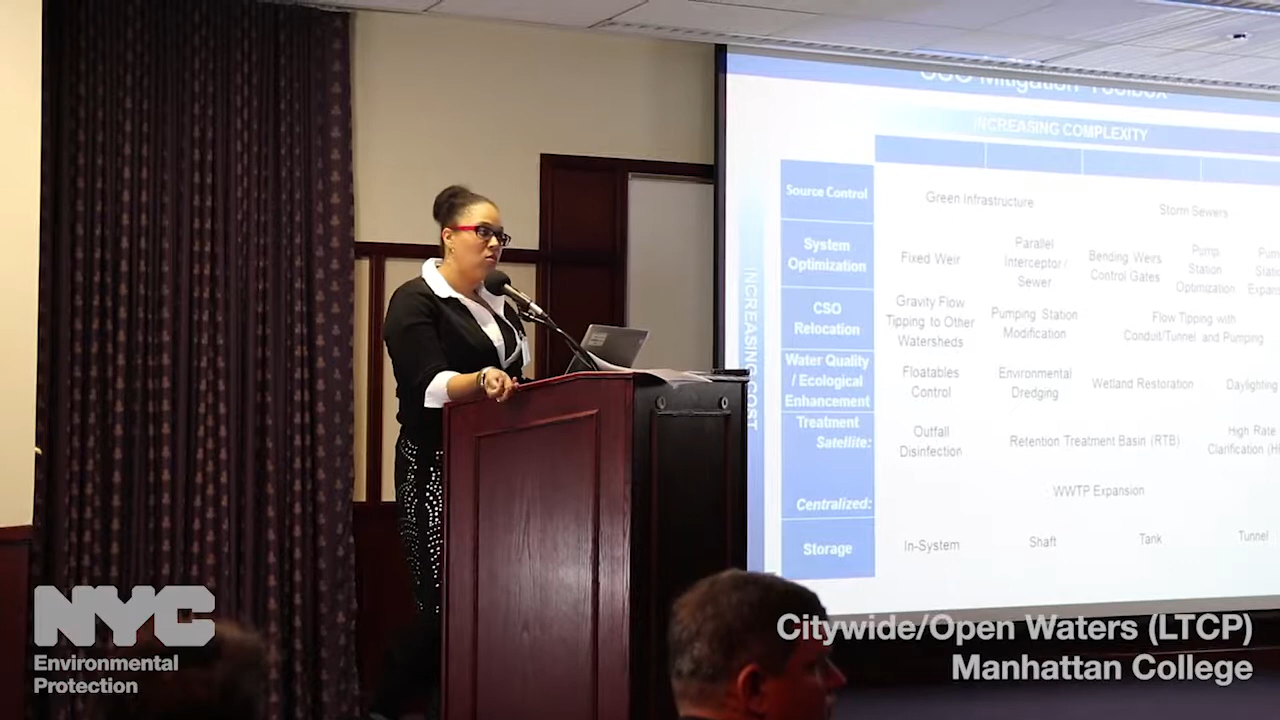 CSO Mitigation Toolbox
INCREASING COMPLEXITY
INCREASING COST
Source Control
Green Infrastructure
Storm Sewers
System
Optimization
Fixed Weir
Parallel
Interceptor /
Sewer
Bending Weirs
Control Gates
Pump
Station
Optimization
CSO
Relocation
Gravity Flow
Tipping to Other
Watersheds
Pumping Station
Modification
Flow Tipping with
Conduit/Tunnel and Pumping
Water Quality
/ Ecological
Enhancement
Floatables
Control
Environmental
Dredging
Wetland Restoration
Daylighting
Treatment
Satellite:
Outfall
Disinfection
Retention Treatment Basin (RTB)
High Rate
Clarification
Centralized:
WWTP Expansion
Storage
In-System
Shaft
Tank
Tunnel
NYC
Environmental
Protection
Citywide/Open Waters (LTCP)
Manhattan College